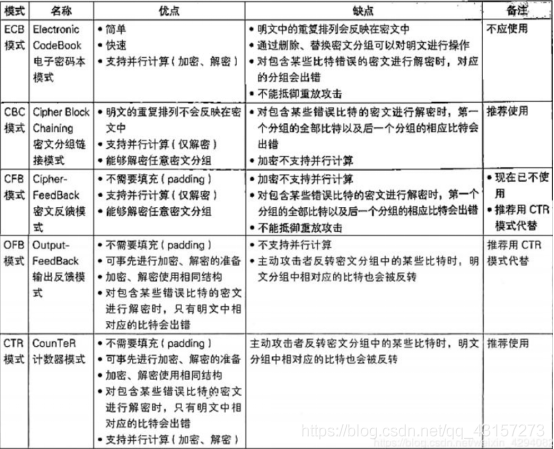 模式 名称 优点 缺点 备注
ECB模式
Electronic
CodeBook
电子密码本
模式
• 简单
• 快速
• 支持并行计算(加密、解密)
• 明文中的重复排列会反映在密文中
• 通过删除、替换密文分组可以对明文进行操作
• 对包含某些比特错误的密文进行解密时,对应
的分组会出错
• 不能抵御重放攻击
不应使用
CBC模式
Cipher Block
Chaining
密文分组链
接模式
• 明文的重复排列不会反映在密
文中
• 支持并行计算(仅解密)
• 能够解密任意密文分组
• 对包含某些错误比特的密文进行解密时,第一
个分组的全部比特以及后一个分组的相应比特会
出错
• 加密不支持并行计算
推荐使用
CFB模式
Cipher-
FeedBack
密文反馈模
式
• 不需要填充(padding)
• 支持并行计算(仅解密)
• 能够解密任意密文分组
• 加密不支持并行计算
• 对包含某些错误比特的密文进行解密时,第一个
分组的全部比特以及后一个分组的相应比特会出错
• 不能抵御重放攻击
• 现在已不使
用
• 推荐用 CTR
模式代替
OFB模式
Output-
FeedBack
输出反馈模
式
• 不需要填充(padding)
• 可事先进行加密、解密的准备
• 加密、解密使用相同结构
• 对包含某些错误比特的密文
进行解密时,只有明文中相
对应的比特会出错
• 不支持并行计算
• 主动攻击者反转密文分组中的某些比特时,明
文分组中相对应的比特也会被反转
推荐用 CTR
模式代替
CTR模式
CounTeR
计数器模式
• 不需要填充(padding)
• 可事先进行加密、解密的准备
• 加密、解密使用相同结构
• 对包含某些错误比特的密文
进行解密时,只有明文中相
对应的比特会出错
• 支持并行计算(加密、解密)
主动攻击者反转密文分组中的某些比特时,明文
分组中相对应的比特也会被反转
推荐使用
https://blog.csdn.net/qq_43157273